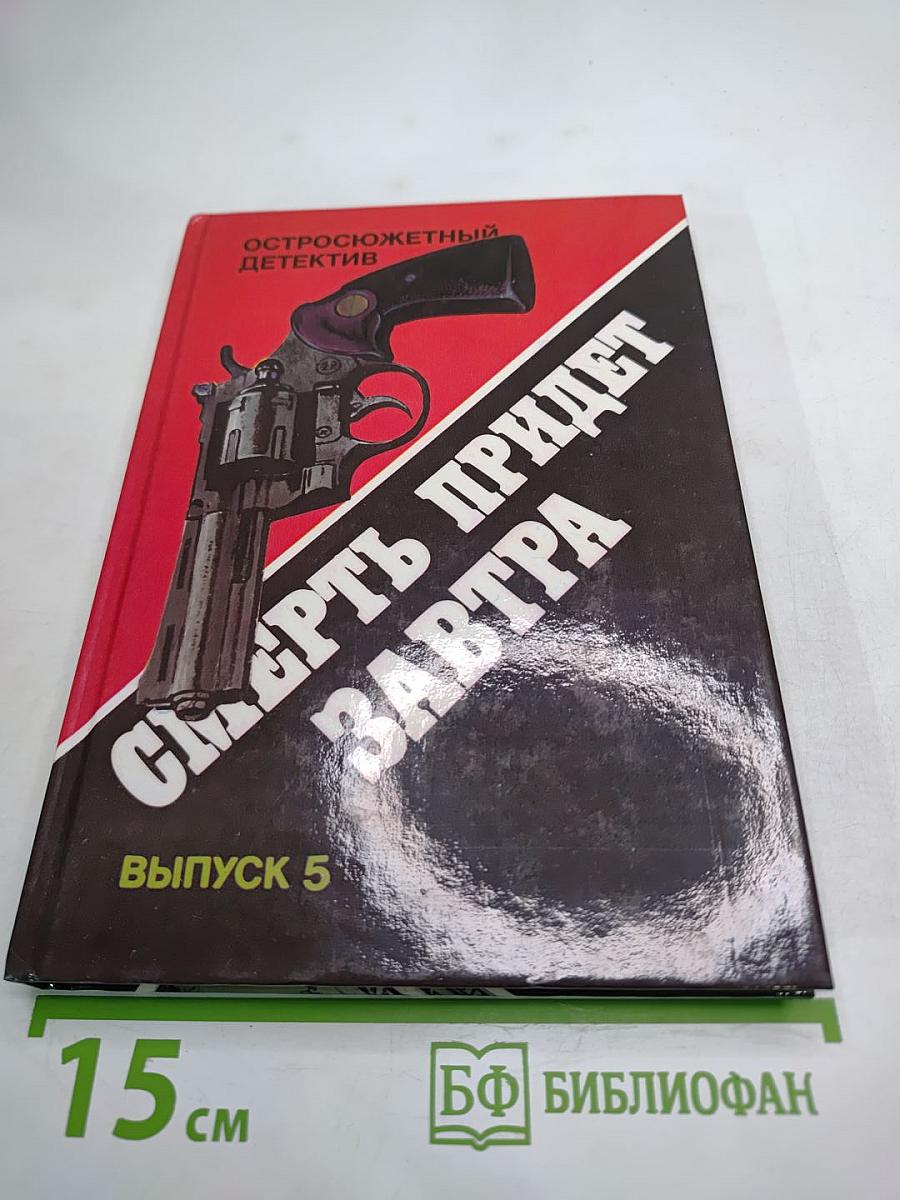 ОСТРОСЮЖЕТНЫЙ
ДЕТЕКТИВ
СМЕРТЬ ПРИДЕТ
ЗАВТРА
ВЫПУСК 5
15 см
БФ БИБЛИОФАН